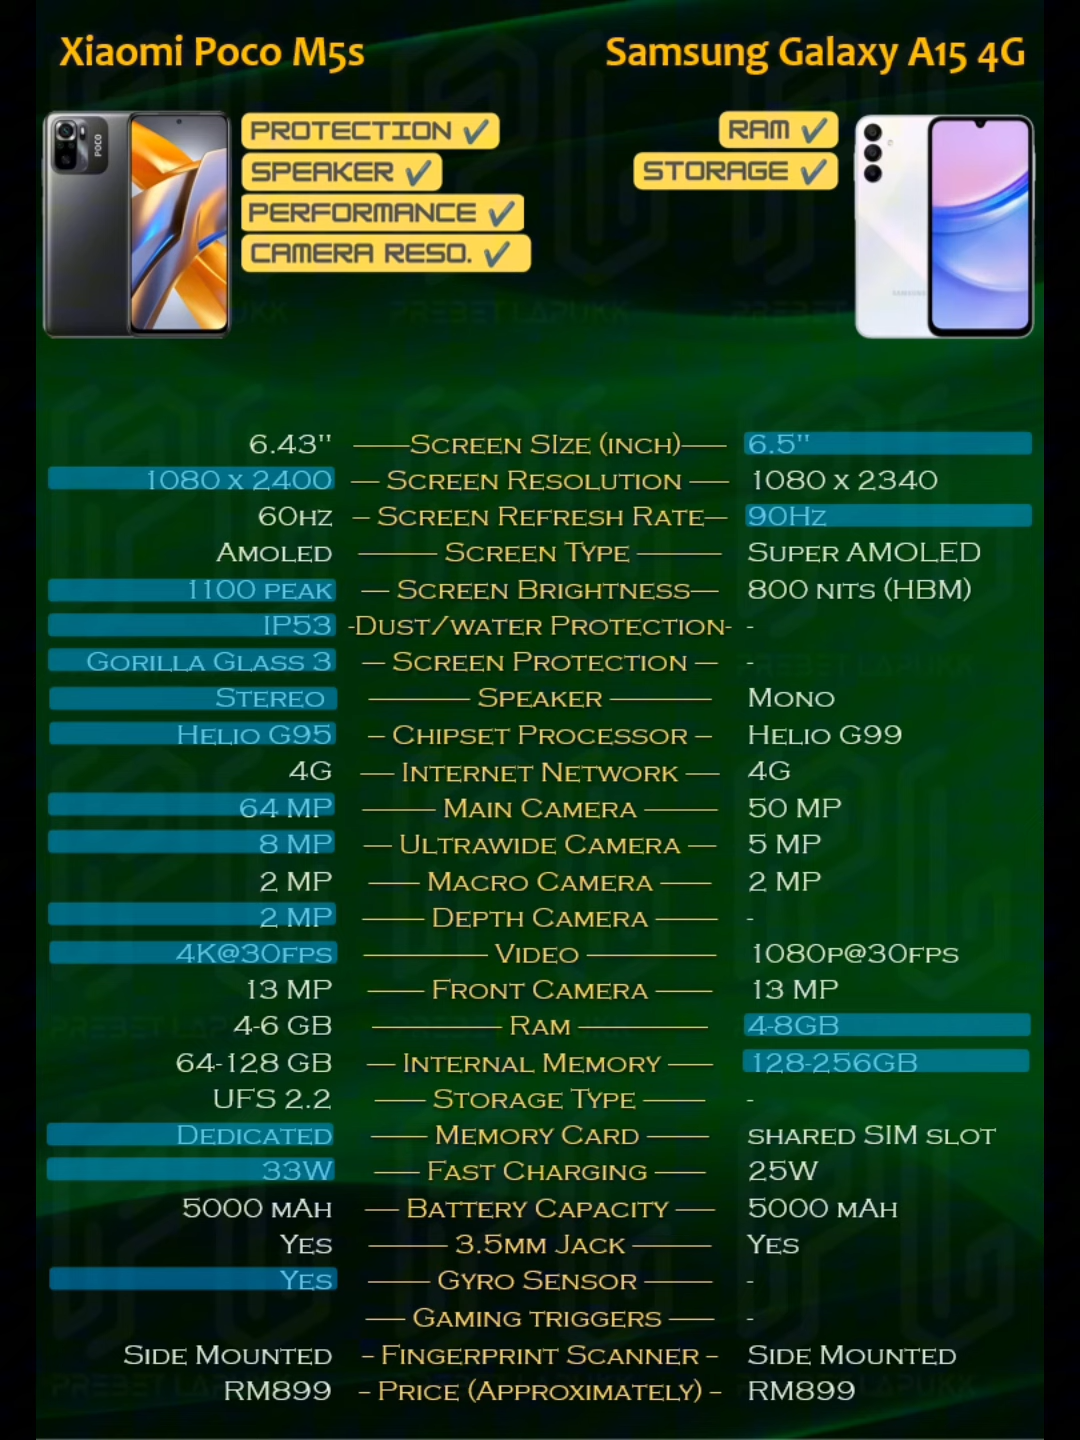 Xiaomi Poco M5s Samsung Galaxy A15 4G
PROTECTION ✓ RAM ✓
SPEAKER ✓ STORAGE ✓
PERFORMANCE ✓
CAMERA RESO. ✓
POCO
SAMSUNG
PREBET LAPUKK
6.43" Screen SIze (inch) 6.5"
1080 x 2400 Screen Resolution 1080 x 2340
60hz Screen Refresh Rate 90Hz
Amoled Screen Type Super AMOLED
1100 peak Screen Brightness 800 nits (HBM)
IP53 -Dust/water Protection- -
Gorilla Glass 3 Screen Protection -
Stereo Speaker Mono
Helio G95 Chipset Processor Helio G99
4G Internet Network 4G
64 MP Main Camera 50 MP
8 MP Ultrawide Camera 5 MP
2 MP Macro Camera 2 MP
2 MP Depth Camera -
4K@30fps Video 1080p@30fps
13 MP Front Camera 13 MP
4-6 GB Ram 4-8GB
64-128 GB Internal Memory 128-256GB
UFS 2.2 Storage Type -
Dedicated Memory Card shared SIM slot
33W Fast Charging 25W
5000 mAh Battery Capacity 5000 mAh
Yes 3.5mm Jack Yes
Yes Gyro Sensor -
Gaming triggers -
Side Mounted Fingerprint Scanner Side Mounted
RM899 Price (Approximately) RM899